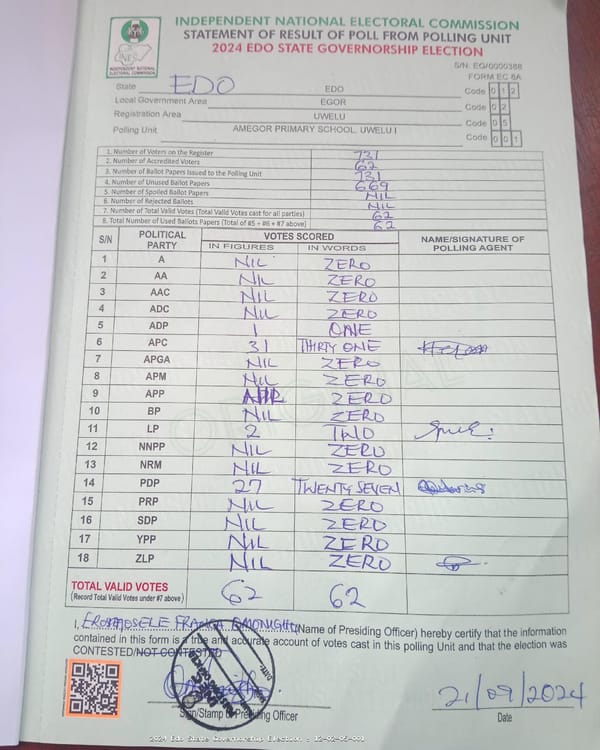 INDEPENDENT NATIONAL ELECTORAL COMMISSION
STATEMENT OF RESULT OF POLL FROM POLLING UNIT
2024 EDO STATE GOVERNORSHIP ELECTION
INDEPENDENT NATIONAL
ELECTORAL COMMISSION
S/N: EG/0000388
FORM EC 8A
State EDO EDO Code 0 1 2
Local Government Area EGOR Code 0 2
Registration Area UWELU Code 0 5
Polling Unit AMEGOR PRIMARY SCHOOL, UWELU I Code 0 0 1
1. Number of Voters on the Register 731
2. Number of Accredited Voters 62
3. Number of Ballot Papers Issued to the Polling Unit 731
4. Number of Unused Ballot Papers 669
5. Number of Spoiled Ballot Papers NIL
6. Number of Rejected Ballots NIL
7. Number of Total Valid Votes (Total Valid Votes cast for all parties) 62
8. Total Number of Used Ballots Papers (Total of #5 + #6 + #7 above) 62
S/N POLITICAL PARTY VOTES SCORED NAME/SIGNATURE OF POLLING AGENT
IN FIGURES IN WORDS
1 A NIL ZERO
2 AA NIL ZERO
3 AAC NIL ZERO
4 ADC NIL ZERO
5 ADP 1 ONE
6 APC 31 THIRTY ONE
7 APGA NIL ZERO
8 APM NIL ZERO
9 APP ZERO
10 BP NIL ZERO
11 LP 2 TWO
12 NNPP NIL ZERO
13 NRM NIL ZERO
14 PDP 27 TWENTY SEVEN
15 PRP NIL ZERO
16 SDP NIL ZERO
17 YPP NIL ZERO
18 ZLP NIL ZERO
TOTAL VALID VOTES 62 62
(Record Total Valid Votes under #7 above)
I, (Name of Presiding Officer) hereby certify that the information
contained in this form is a true and accurate account of votes cast in this polling Unit and that the election was
CONTESTED/NOT CONTESTED
Sign/Stamp of Presiding Officer
21/09/2024
Date
2024 Edo State Governorship Election : 12-02-05-001